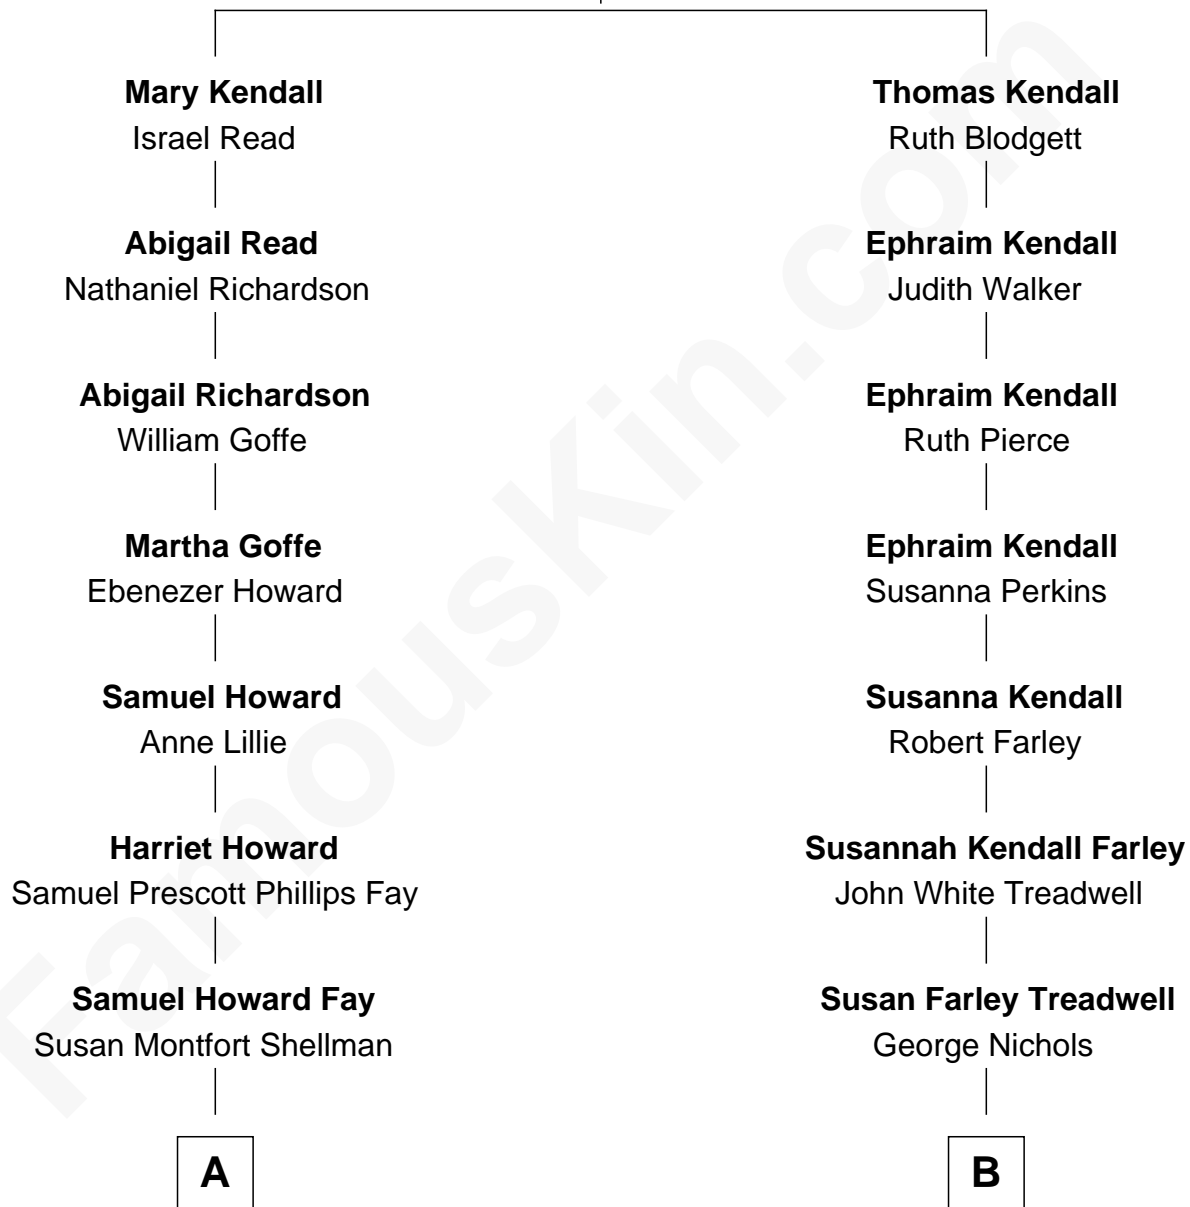 Mary Kendall
Israel Read
Abigail Read
Nathaniel Richardson
Abigail Richardson
William Goffe
Martha Goffe
Ebenezer Howard
Samuel Howard
Anne Lillie
Harriet Howard
Samuel Prescott Phillips Fay
Samuel Howard Fay
Susan Montfort Shellman
A
Thomas Kendall
Ruth Blodgett
Ephraim Kendall
Judith Walker
Ephraim Kendall
Ruth Pierce
Ephraim Kendall
Susanna Perkins
Susanna Kendall
Robert Farley
Susannah Kendall Farley
John White Treadwell
Susan Farley Treadwell
George Nichols
B
FamousKin.com